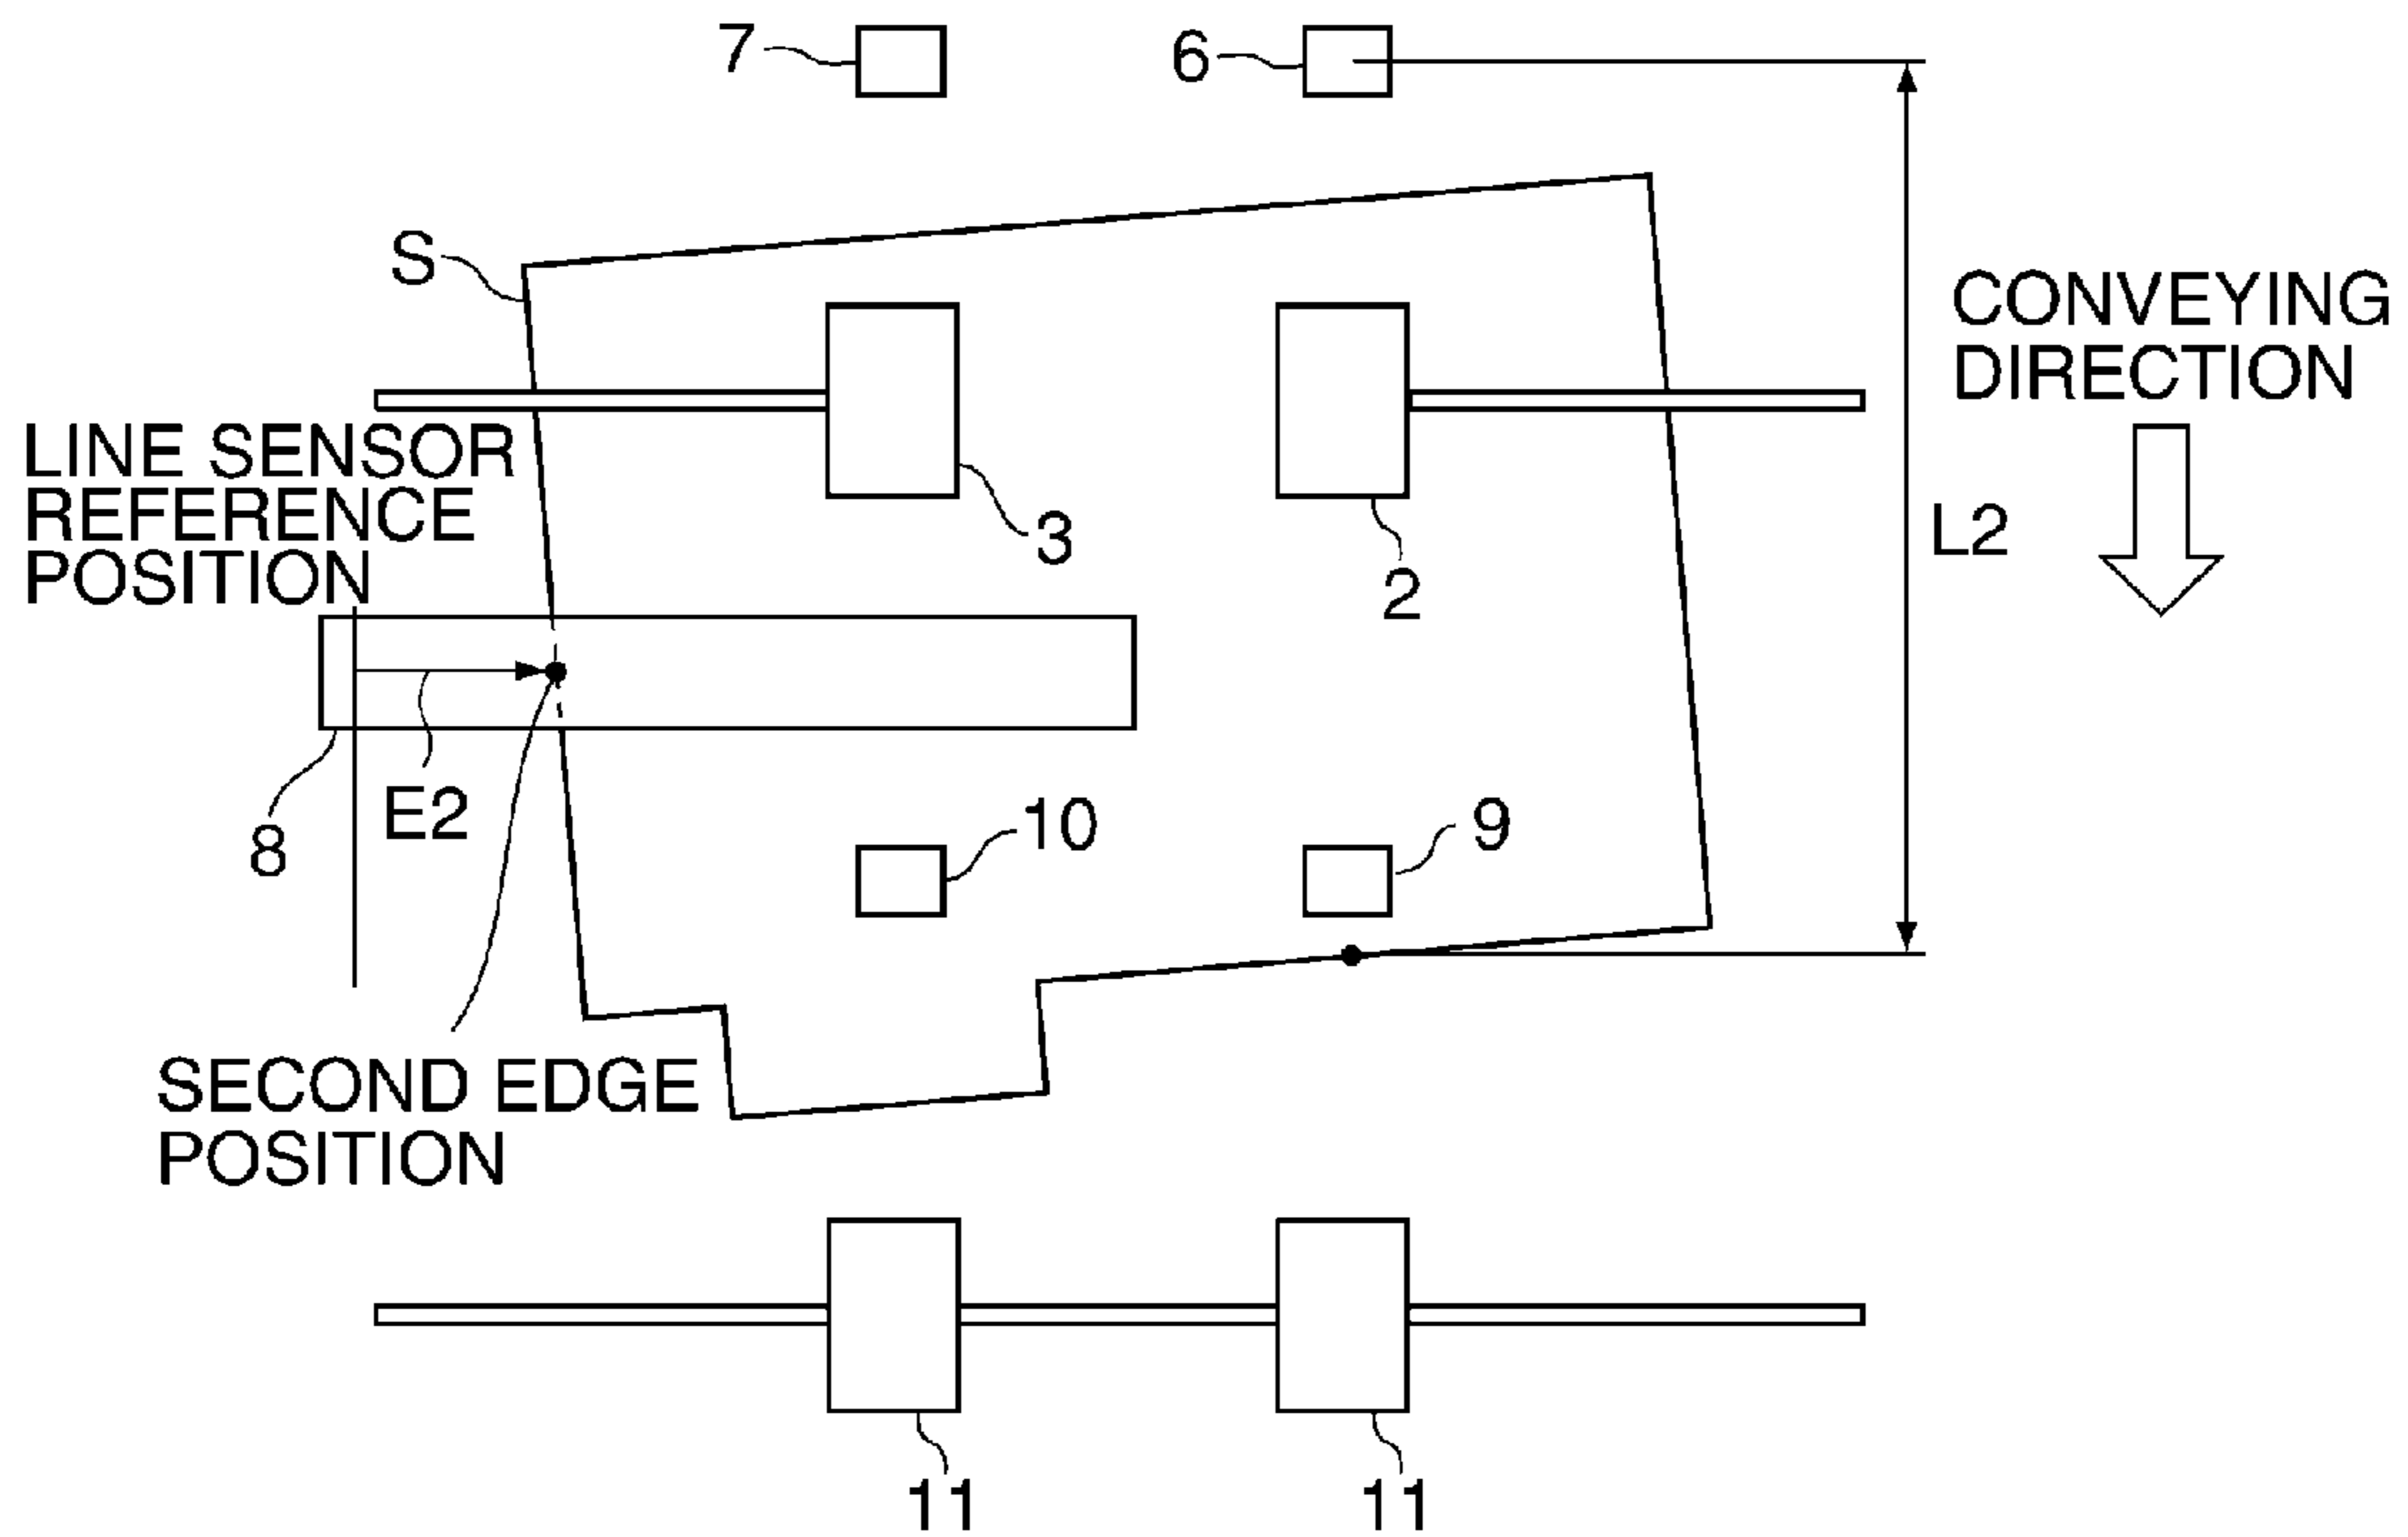 7
6
S
CONVEYING
DIRECTION
LINE SENSOR
REFERENCE
POSITION
3
2
L2
8
E2
10
9
SECOND EDGE
POSITION
11
11